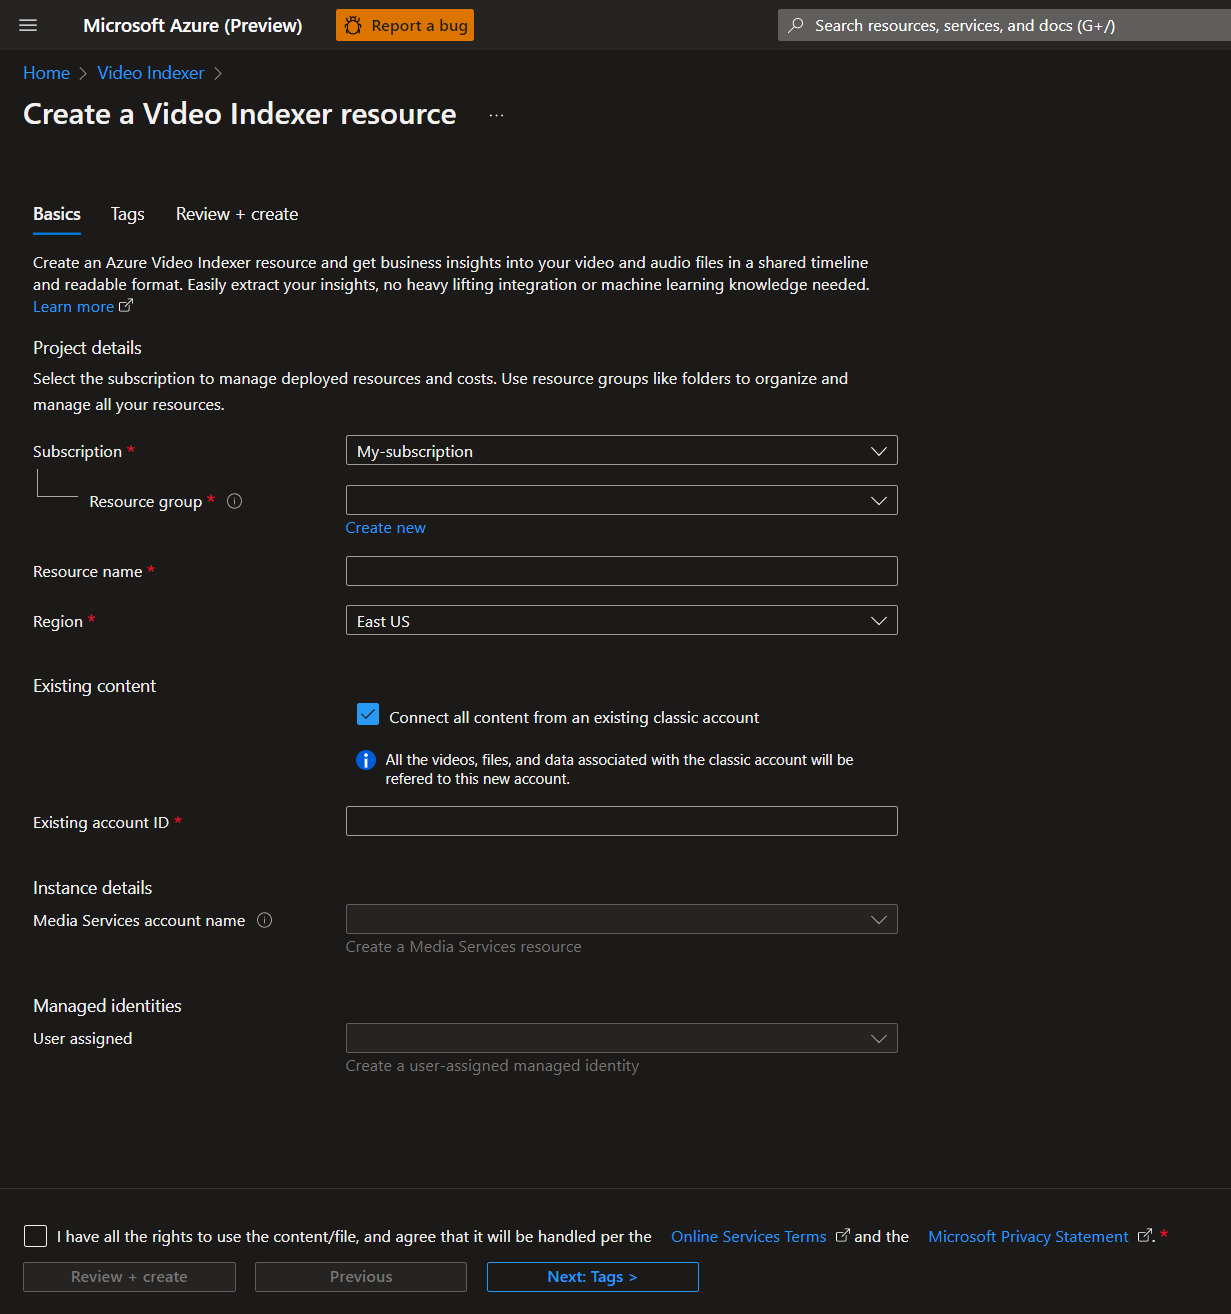 Microsoft Azure (Preview)
Report a bug
Search resources, services, and docs (G+/)
Home > Video Indexer >
Create a Video Indexer resource ...
Basics Tags Review + create
Create an Azure Video Indexer resource and get business insights into your video and audio files in a shared timeline
and readable format. Easily extract your insights, no heavy lifting integration or machine learning knowledge needed.
Learn more
Project details
Select the subscription to manage deployed resources and costs. Use resource groups like folders to organize and
manage all your resources.
Subscription *
My-subscription
Resource group *
Create new
Resource name *
Region *
East US
Existing content
Connect all content from an existing classic account
All the videos, files, and data associated with the classic account will be
refered to this new account.
Existing account ID *
Instance details
Media Services account name
Create a Media Services resource
Managed identities
User assigned
Create a user-assigned managed identity
I have all the rights to use the content/file, and agree that it will be handled per the Online Services Terms and the Microsoft Privacy Statement . *
Review + create
Previous
Next: Tags >